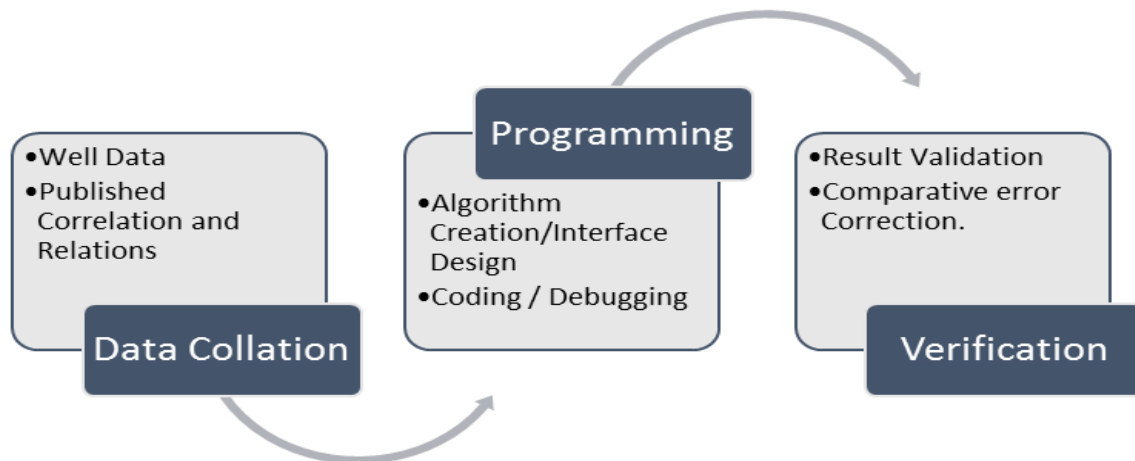 •Well Data
•Published
Correlation and
Relations
Data Collation
Programming
•Algorithm
Creation/Interface
Design
•Coding / Debugging
•Result Validation
•Comparative error
Correction.
Verification